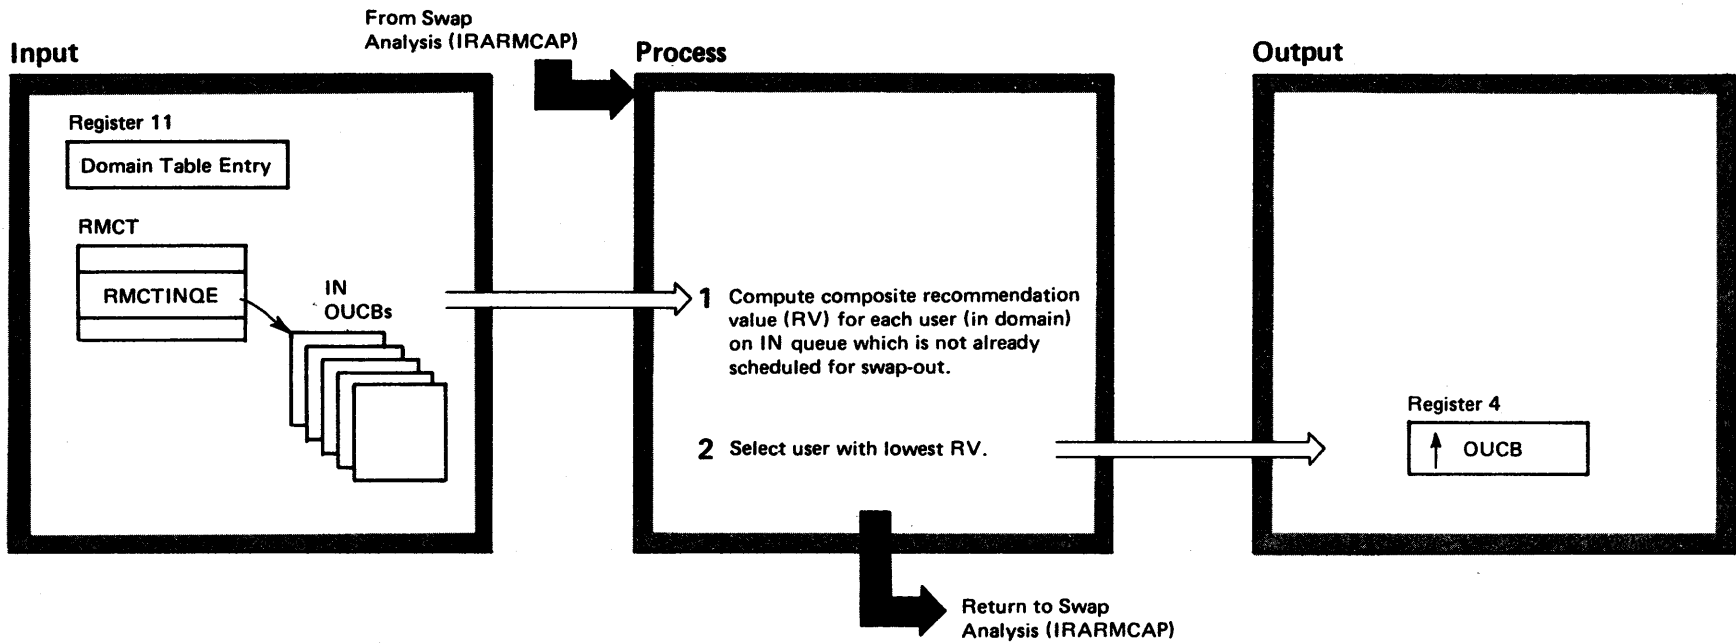 From Swap
Analysis (IRARMCAP)
Input
Process
Output
Register 11
Domain Table Entry
RMCT
RMCTINQE
IN
OUCBs
1 Compute composite recommendation
value (RV) for each user (in domain)
on IN queue which is not already
scheduled for swap-out.
2 Select user with lowest RV.
Register 4
OUCB
Return to Swap
Analysis (IRARMCAP)